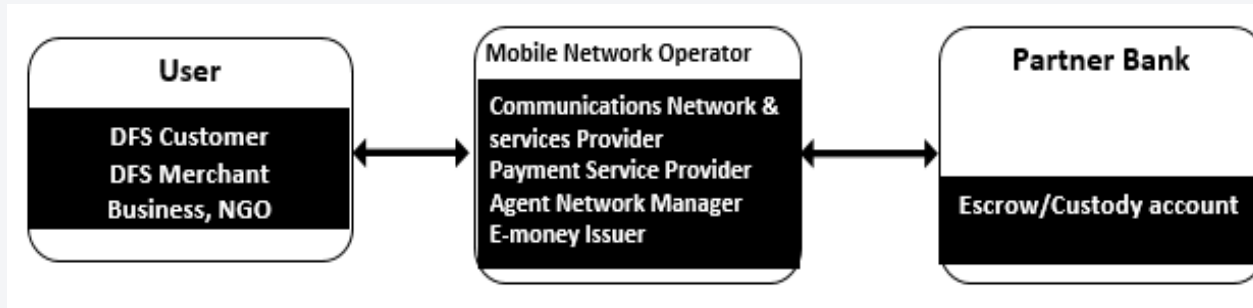 User
DFS Customer
DFS Merchant
Business, NGO
Mobile Network Operator
Communications Network &
services Provider
Payment Service Provider
Agent Network Manager
E-money Issuer
Partner Bank
Escrow/Custody account